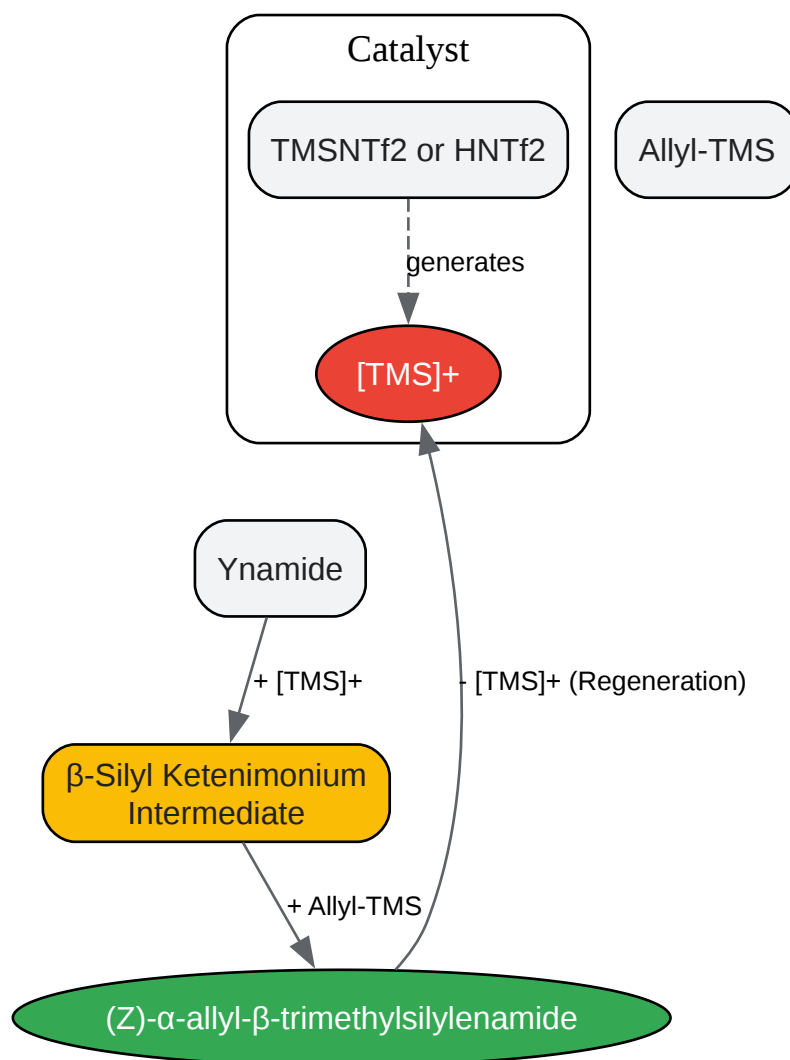 Catalyst
TMSNTf2 or HNTf2
Allyl-TMS
generates
[TMS]+
Ynamide
+ [TMS]+
- [TMS]+ (Regeneration)
β-Silyl Ketenimonium
Intermediate
+ Allyl-TMS
(Z)-α-allyl-β-trimethylsilylenamide